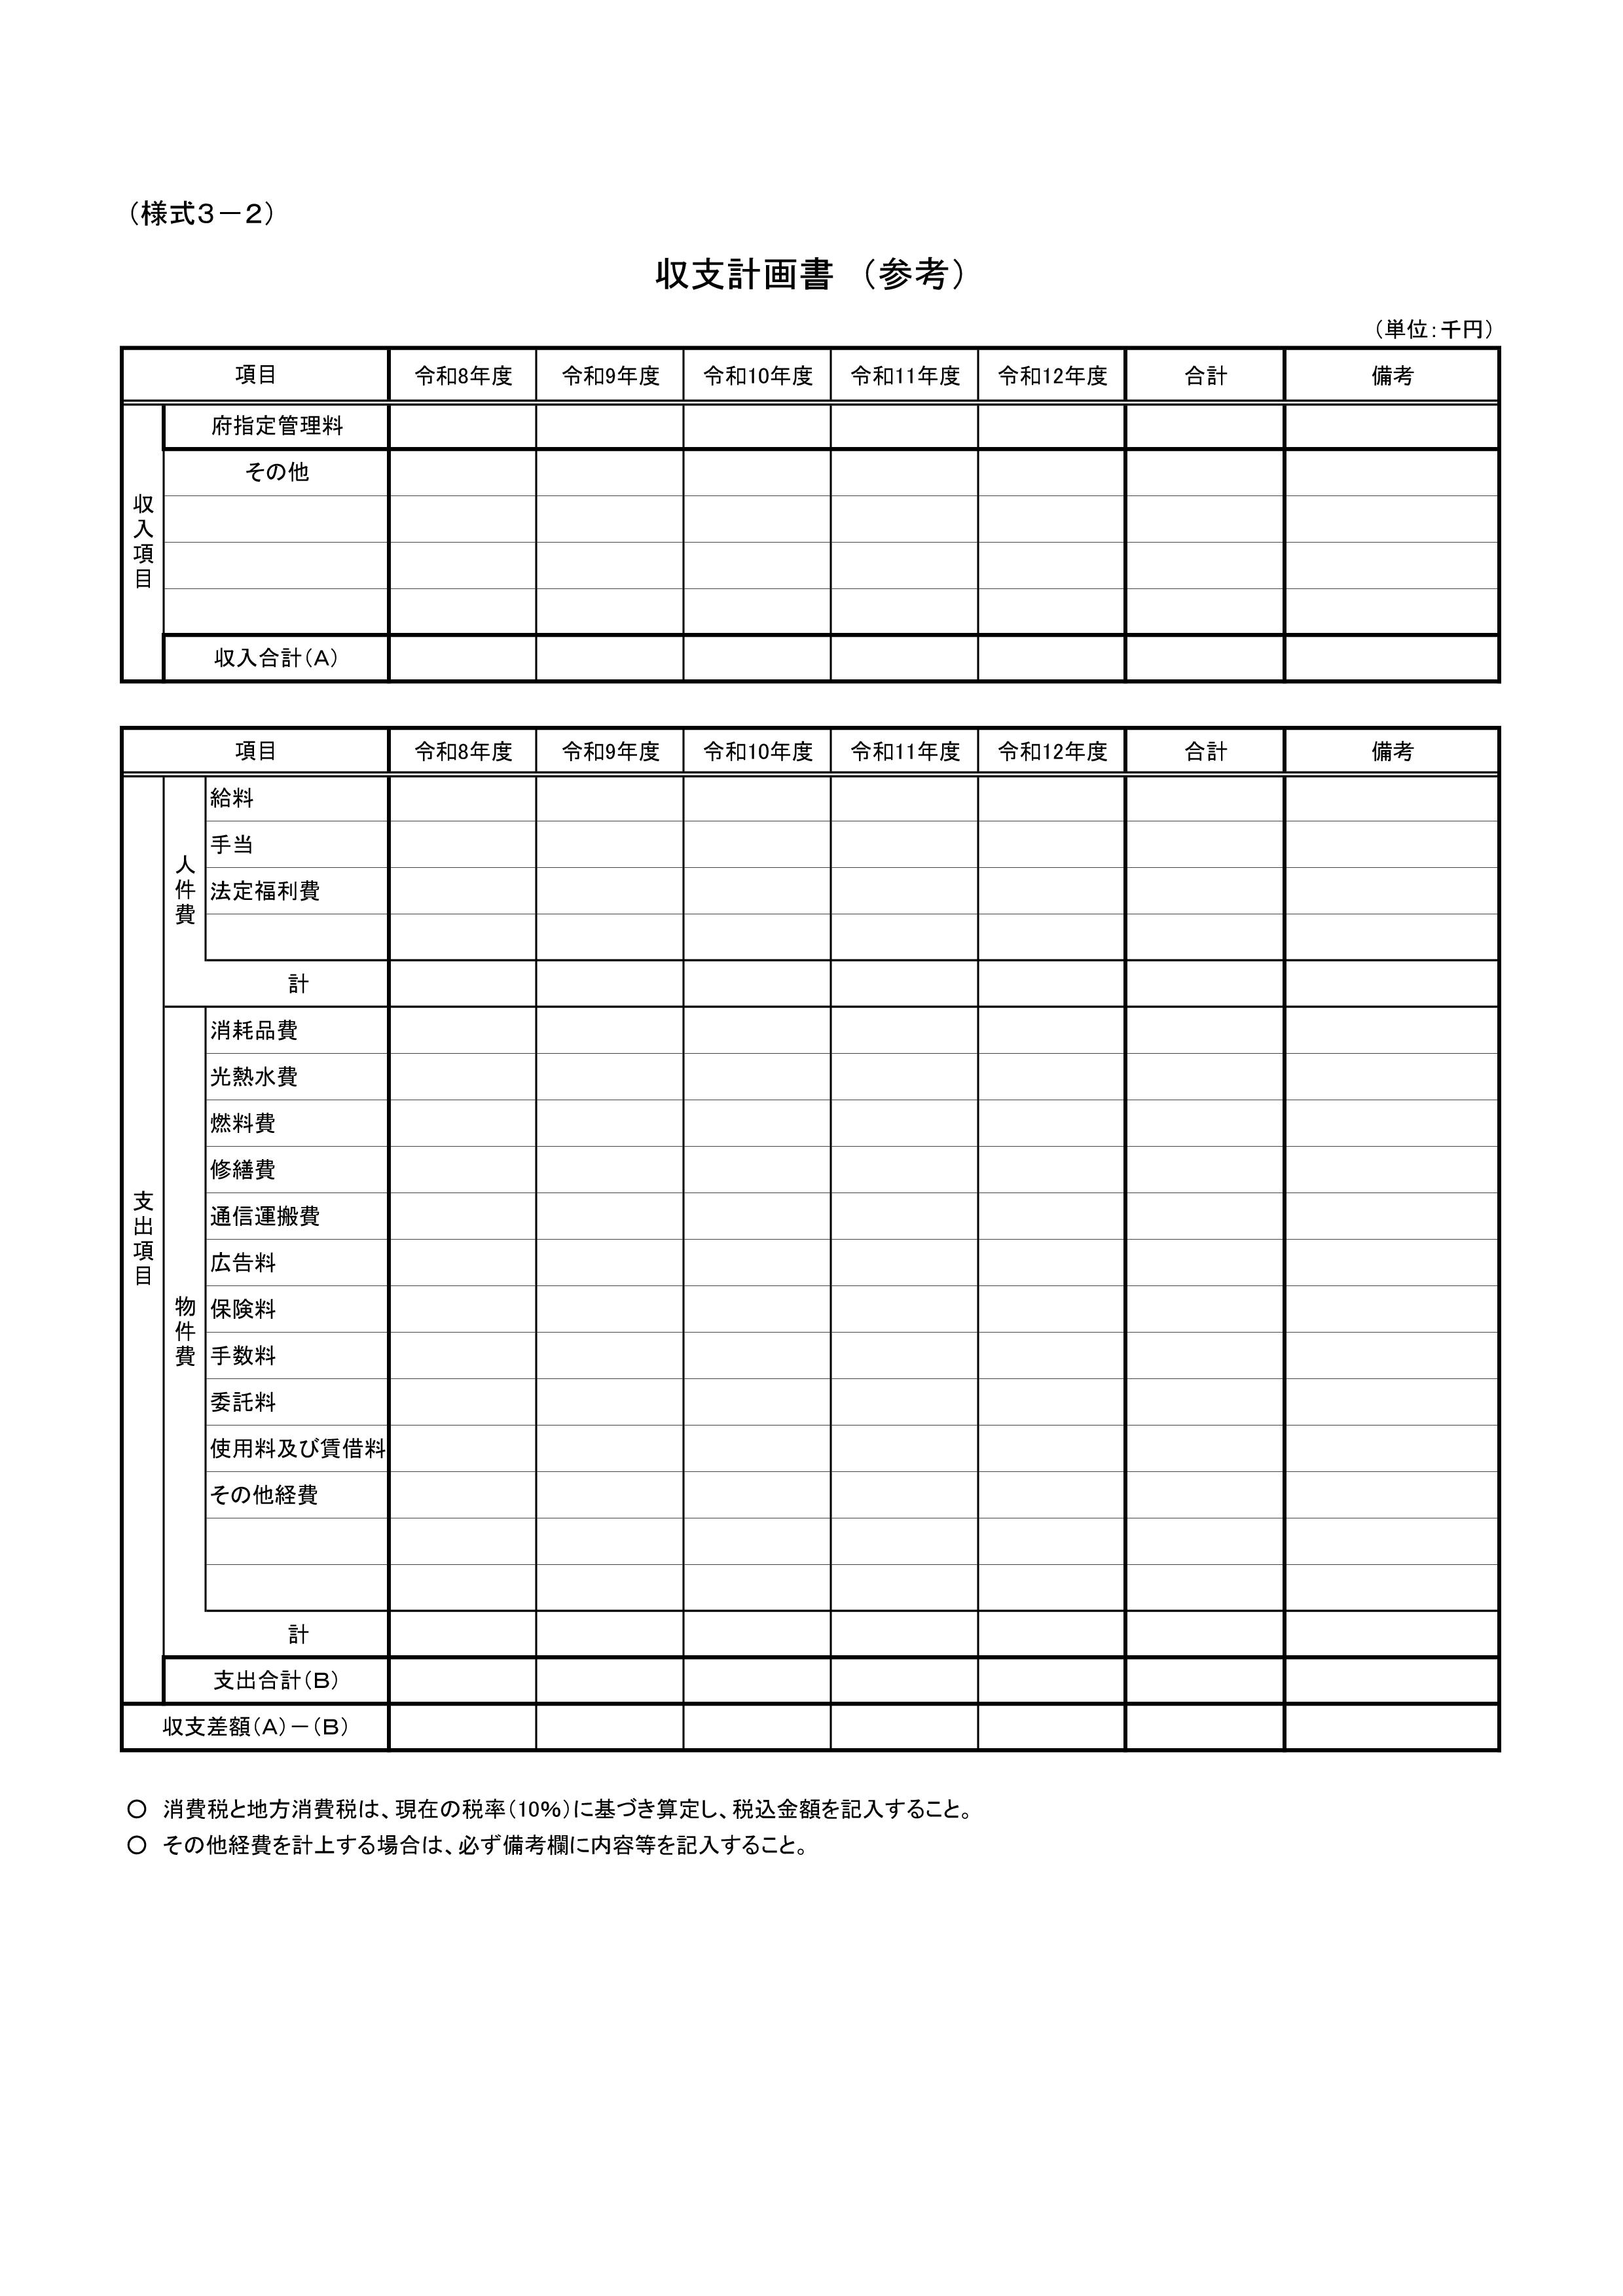 （様式３－２）
収支計画書 （参考）
（単位：千円）
項目 令和8年度 令和9年度 令和10年度 令和11年度 令和12年度 合計 備考
収入項目
府指定管理料
その他
収入合計（A）
項目 令和8年度 令和9年度 令和10年度 令和11年度 令和12年度 合計 備考
支出項目
人件費
給料
手当
法定福利費
計
物件費
消耗品費
光熱水費
燃料費
修繕費
通信運搬費
広告料
保険料
手数料
委託料
使用料及び賃借料
その他経費
計
支出合計（B）
収支差額（A）－（B）
○ 消費税と地方消費税は、現在の税率（10%）に基づき算定し、税込金額を記入すること。
○ その他経費を計上する場合は、必ず備考欄に内容等を記入すること。